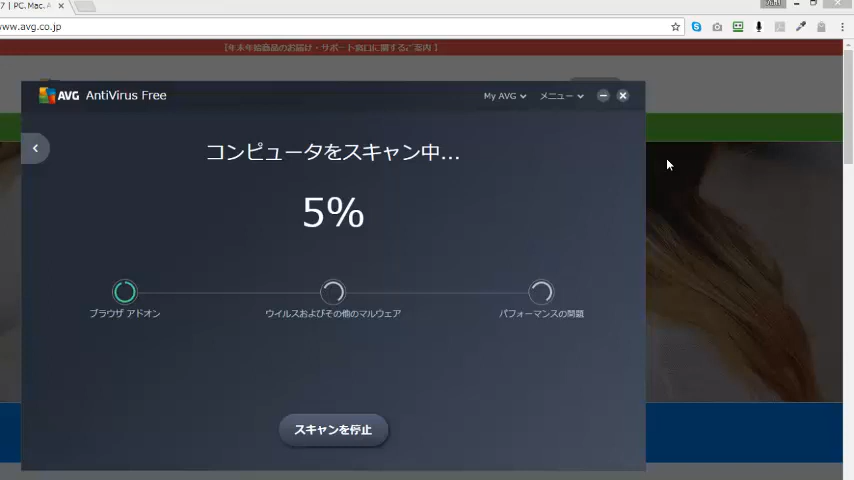 7 | PC. Mac. A
www.avg.co.jp
【年末年始商品のお届け・サポート窓口に関するご案内 】
AVG AntiVirus Free
My AVG
メニュー
コンピュータをスキャン中...
5%
ブラウザ アドオン
ウイルスおよびその他のマルウェア
パフォーマンスの問題
スキャンを停止